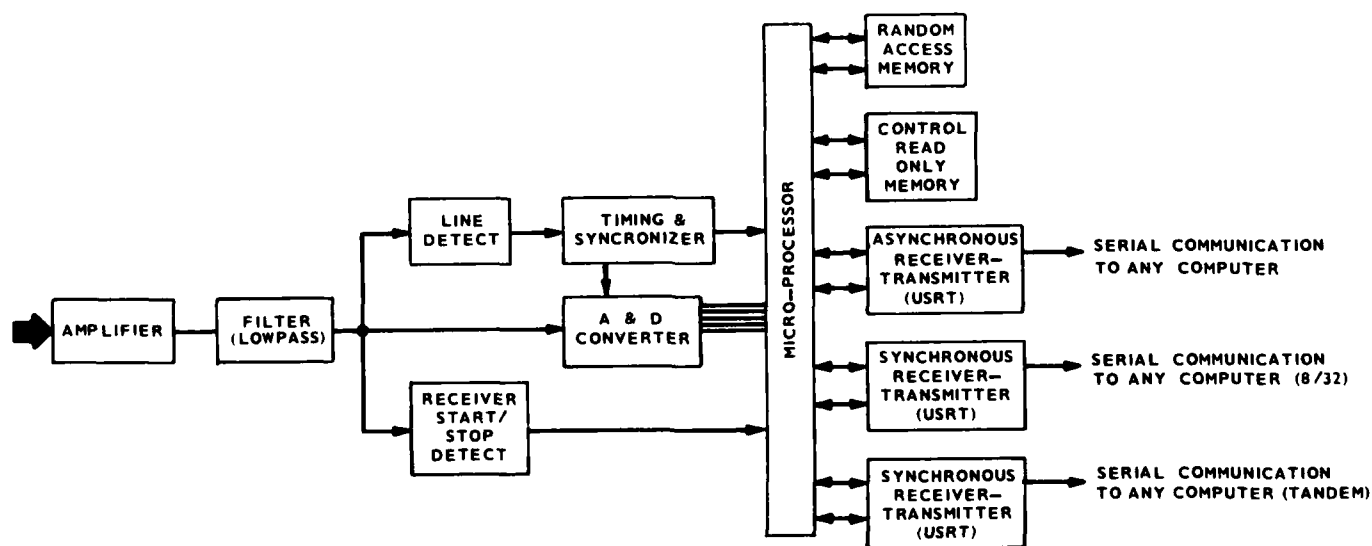 RANDOM
ACCESS
MEMORY
CONTROL
READ
ONLY
MEMORY
LINE
DETECT
TIMING &
SYNCRONIZER
MICRO-PROCESSOR
ASYNCHRONOUS
RECEIVER-
TRANSMITTER
(USRT)
SERIAL COMMUNICATION
TO ANY COMPUTER
AMPLIFIER
FILTER
(LOWPASS)
A & D
CONVERTER
SYNCHRONOUS
RECEIVER-
TRANSMITTER
(USRT)
SERIAL COMMUNICATION
TO ANY COMPUTER (8/32)
RECEIVER
START/
STOP
DETECT
SYNCHRONOUS
RECEIVER-
TRANSMITTER
(USRT)
SERIAL COMMUNICATION
TO ANY COMPUTER (TANDEM)